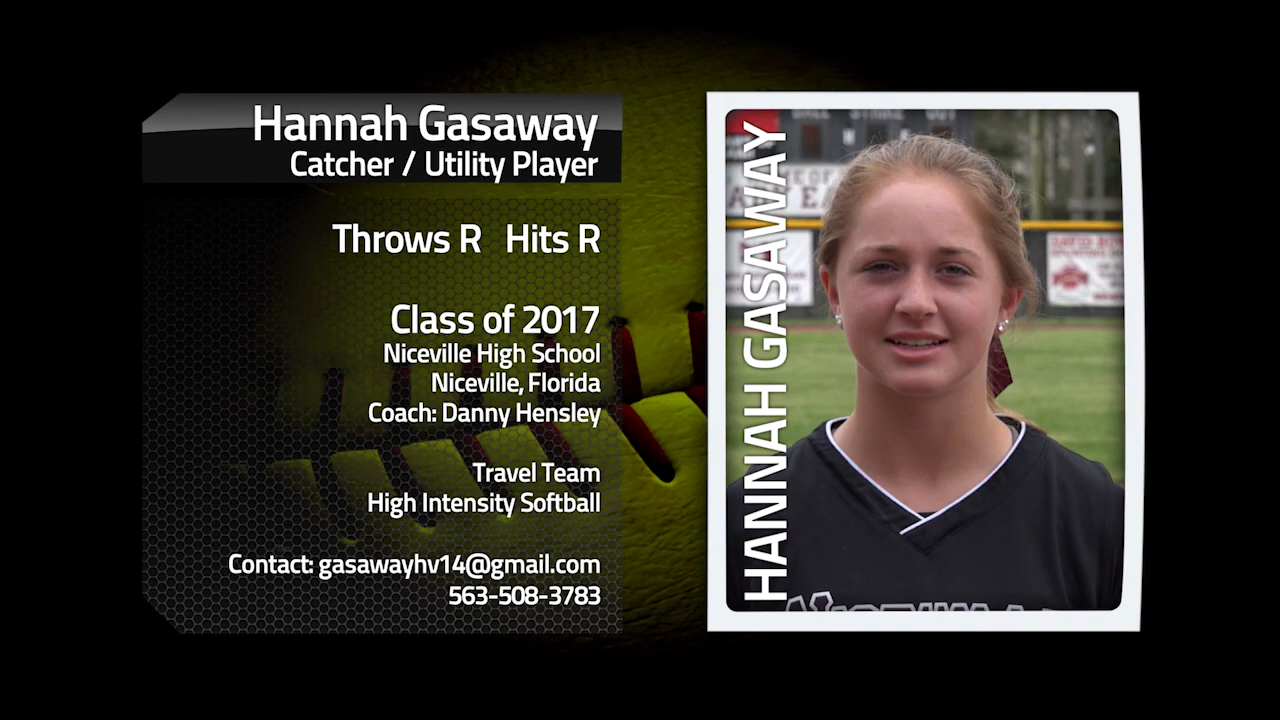 Hannah Gasaway
Catcher / Utility Player
Throws R Hits R
Class of 2017
Niceville High School
Niceville, Florida
Coach: Danny Hensley
Travel Team
High Intensity Softball
Contact: gasawayhv14@gmail.com
563-508-3783
HANNAH GASAWAY